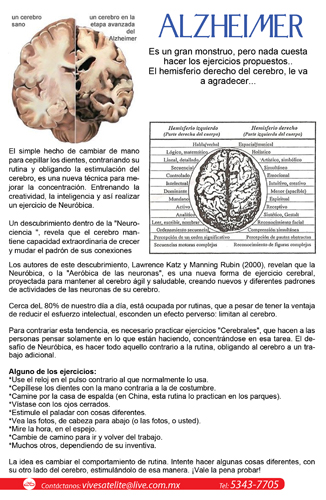 un cerebro
sano
un cerebro en la
etapa avanzada
del
Alzheimer
ALZHEIMER
Es un gran monstruo, pero nada cuesta
hacer los ejercicios propuestos..
El hemisferio derecho del cerebro, le va
a agradecer...
Hemisferio izquierdo
(Parte derecha del cuerpo)
Hemisferio derecho
(Parte izquierda del cuerpo)
Habla/verbal
Espacial/musical
Lógico, matemático
Holístico
Lineal, detallado
Artístico, simbólico
Secuencial
Simultáneo
Controlado
Emocional
Intelectual
Intuitivo, creativo
Dominante
Menor (apacible)
Mundano
Espiritual
Activo
Receptivo
Analítico
Sintético, Gestalt
Leer, escribir, nombrar
Reconocimiento facial
Ordenamiento secuencial
Comprensión simultánea
Percepción de un orden significativo
Percepción de pautas abstractas
Secuencias motoras complejas
Reconocimiento de figuras complejas
El simple hecho de cambiar de mano
para cepillar los dientes, contrariando su
rutina y obligando la estimulación del
cerebro, es una nueva técnica para me-
jorar la concentración. Entrenando la
creatividad, la inteligencia y así realizar
un ejercicio de Neuróbica.
Un descubrimiento dentro de la "Neuro-
ciencia ", revela que el cerebro man-
tiene capacidad extraordinaria de crecer
y mudar el padrón de sus conexiones
Los autores de este descubrimiento, Lawrence Katz y Manning Rubin (2000), revelan que la
Neuróbica, o la "Aeróbica de las neuronas", es una nueva forma de ejercicio cerebral,
proyectada para mantener al cerebro ágil y saludable, creando nuevos y diferentes padrones
de actividades de las neuronas de su cerebro.
Cerca deL 80% de nuestro día a día, está ocupada por rutinas, que a pesar de tener la ventaja
de reducir el esfuerzo intelectual, esconden un efecto perverso: limitan al cerebro.
Para contrariar esta tendencia, es necesario practicar ejercicios "Cerebrales", que hacen a las
personas pensar solamente en lo que están haciendo, concentrándose en esa tarea. El de-
safío de Neuróbica, es hacer todo aquello contrario a la rutina, obligando al cerebro a un tra-
bajo adicional.
Alguno de los ejercicios:
*Use el reloj en el pulso contrario al que normalmente lo usa.
*Cepíllese los dientes con la mano contraria a la de costumbre.
*Camine por la casa de espalda (en China, esta rutina lo practican en los parques).
*Vístase con los ojos cerrados.
*Estimule el paladar con cosas diferentes.
*Vea las fotos, de cabeza para abajo (o las fotos, o usted).
*Mire la hora, en el espejo.
*Cambie de camino para ir y volver del trabajo.
*Muchos otros, dependiendo de su inventiva.
La idea es cambiar el comportamiento de rutina. Intente hacer algunas cosas diferentes, con
su otro lado del cerebro, estimulándolo de esa manera. ¡Vale la pena probar!
Contáctanos: vivesatelite@live.com.mx
Tel: 5343-7705